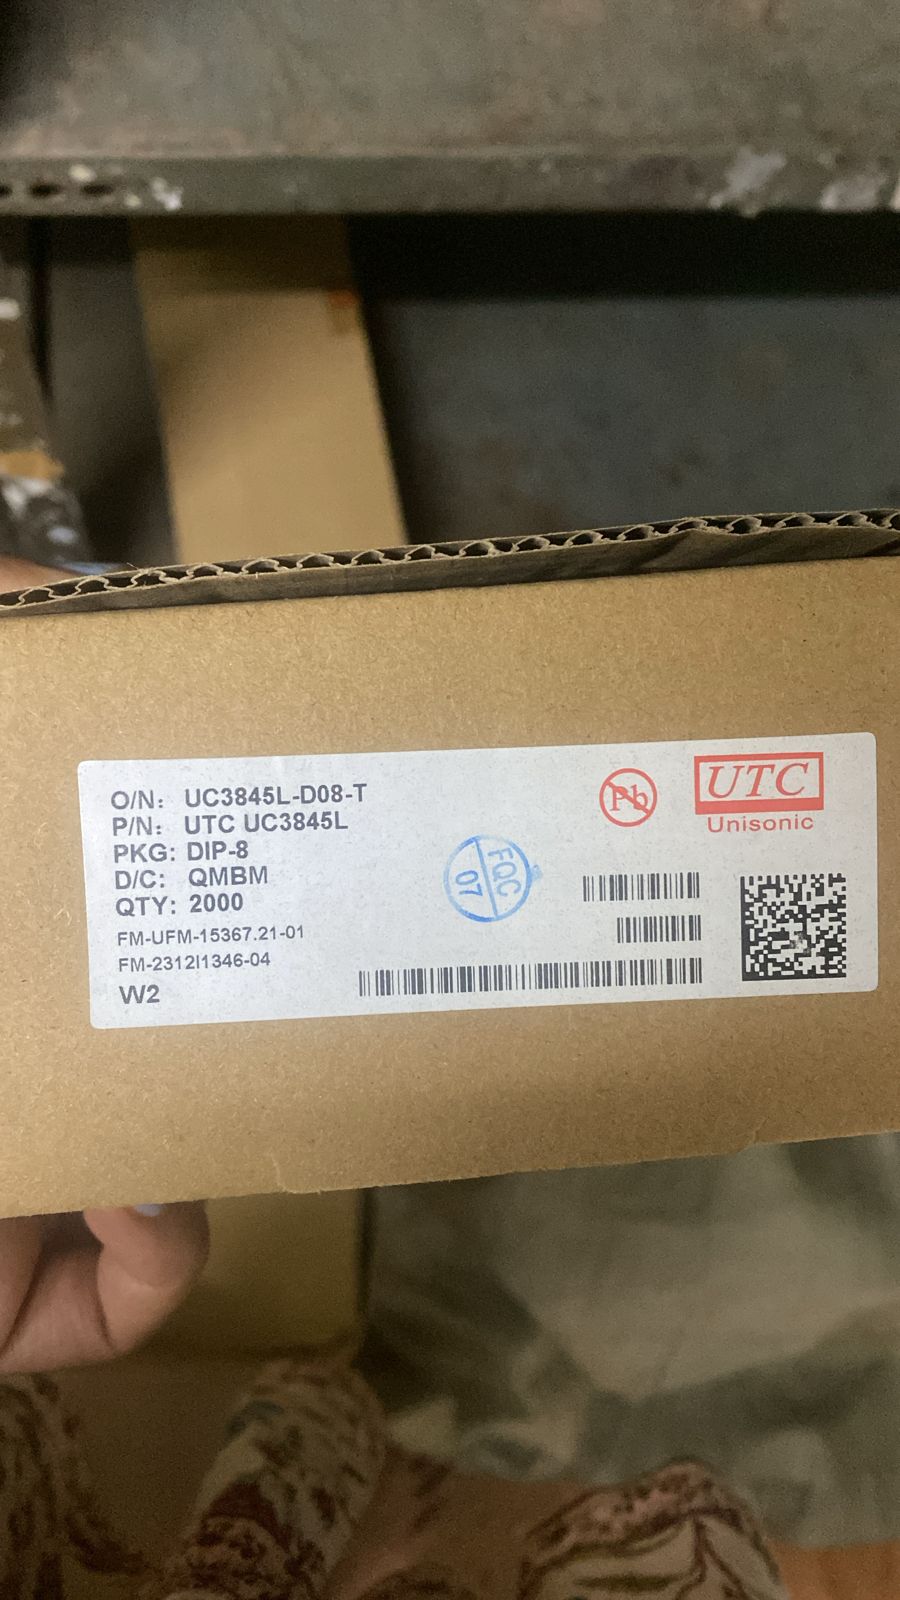 O/N: UC3845L-D08-T
P/N: UTC UC3845L
PKG: DIP-8
D/C: QMBM
QTY: 2000
FM-UFM-15367.21-01
FM-2312I1346-04
W2
FQC
07
Pb
UTC
Unisonic